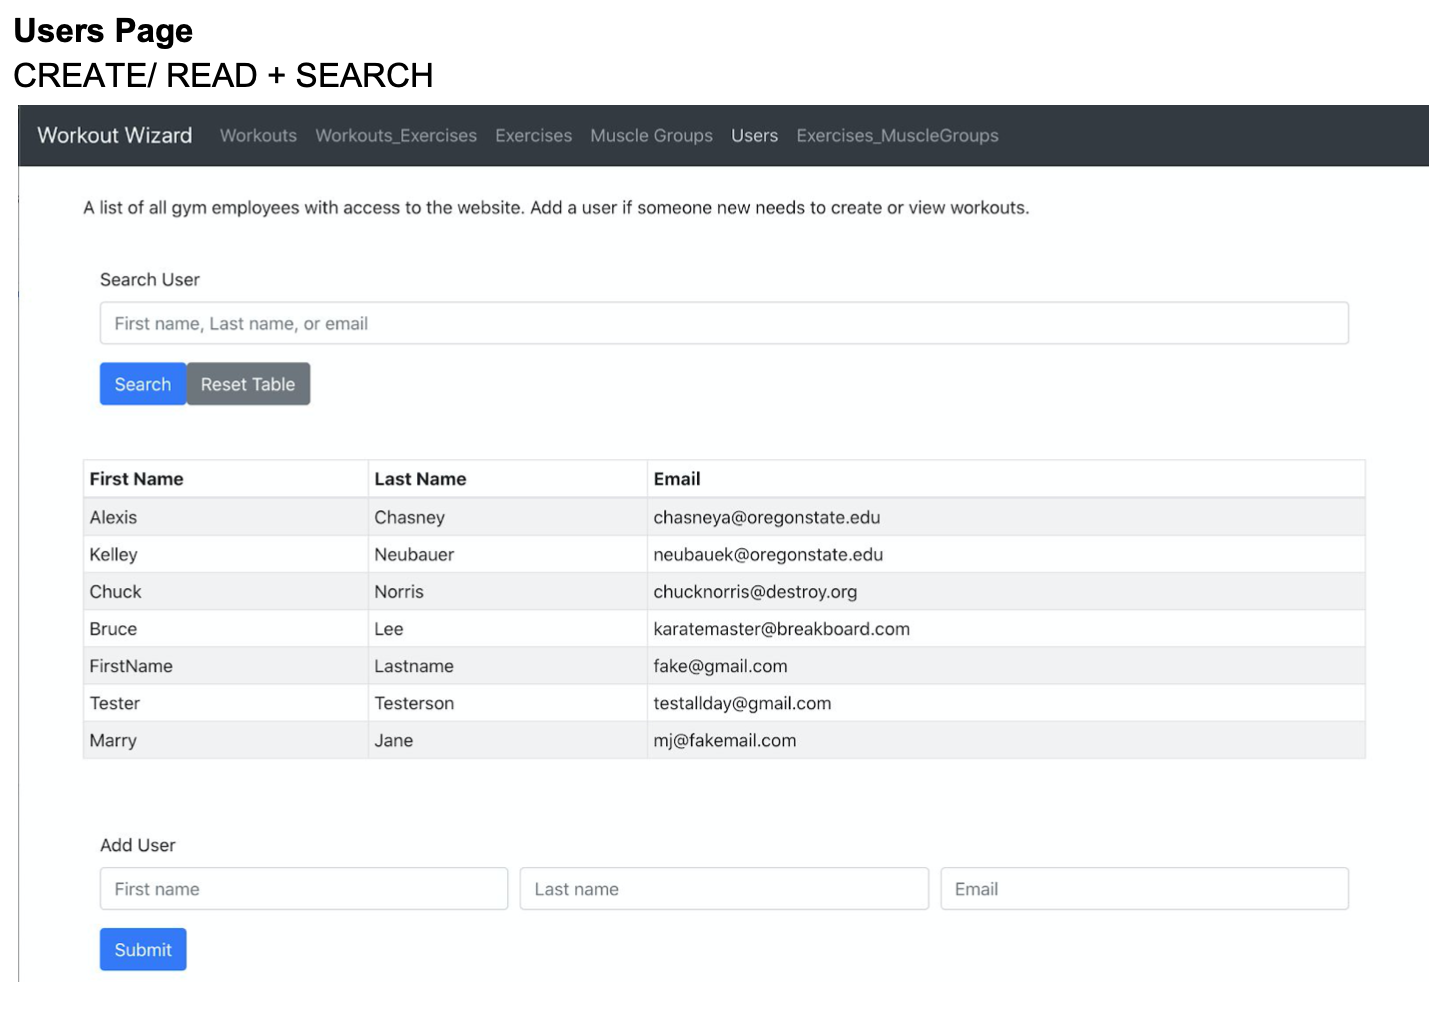 Users Page
CREATE/ READ + SEARCH
Workout Wizard Workouts Workouts_Exercises Exercises Muscle Groups Users Exercises_MuscleGroups
A list of all gym employees with access to the website. Add a user if someone new needs to create or view workouts.
Search User
First name, Last name, or email
Search Reset Table
First Name Last Name Email
Alexis Chasney chasneya@oregonstate.edu
Kelley Neubauer neubauek@oregonstate.edu
Chuck Norris chucknorris@destroy.org
Bruce Lee karatemaster@breakboard.com
FirstName Lastname fake@gmail.com
Tester Testerson testallday@gmail.com
Marry Jane mj@fakemail.com
Add User
First name Last name Email
Submit